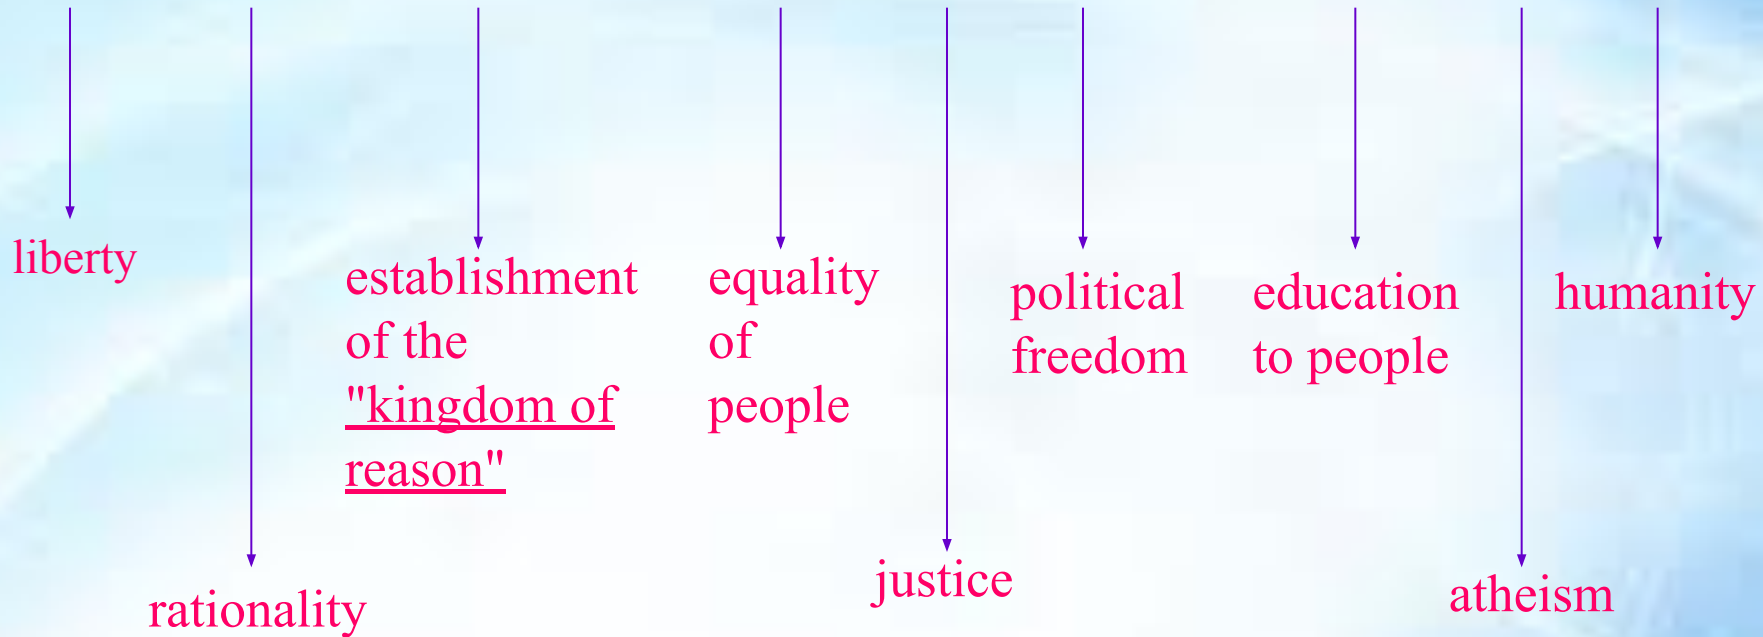 liberty
rationality
establishment
of the
"kingdom of
reason"
equality
of
people
justice
political
freedom
education
to people
atheism
humanity